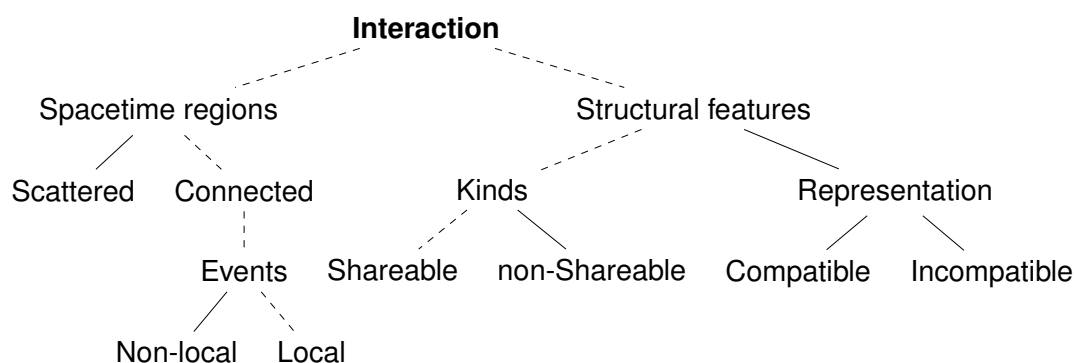 Interaction
Spacetime regions Structural features
Scattered Connected Kinds Representation
Events Shareable non-Shareable Compatible Incompatible
Non-local Local